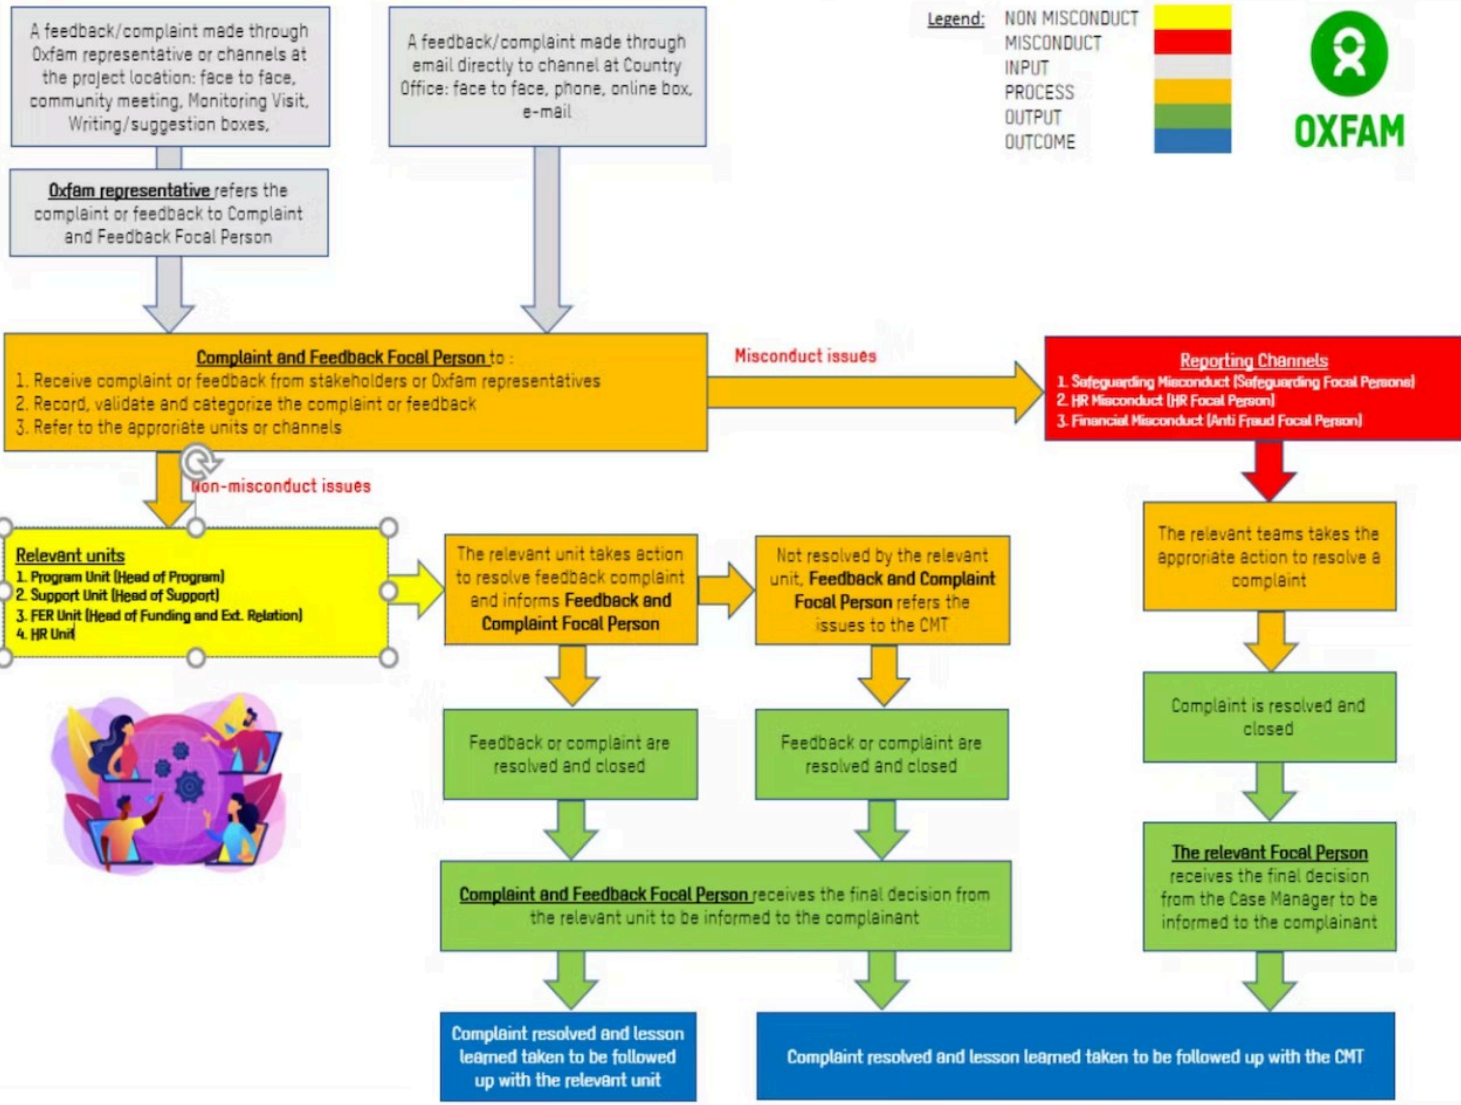 A feedback/complaint made through
Oxfam representative or channels at
the project location: face to face,
community meeting, Monitoring Visit,
Writing/suggestion boxes,
A feedback/complaint made through
email directly to channel at Country
Office: face to face, phone, online box,
e-mail
Legend:
NON MISCONDUCT
MISCONDUCT
INPUT
PROCESS
OUTPUT
OUTCOME
OXFAM
Oxfam representative refers the
complaint or feedback to Complaint
and Feedback Focal Person
Complaint and Feedback Focal Person to :
1. Receive complaint or feedback from stakeholders or Oxfam representatives
2. Record, validate and categorize the complaint or feedback
3. Refer to the approriate units or channels
Misconduct issues
Reporting Channels
1. Safeguarding Misconduct (Safeguarding Focal Persons)
2. HR Misconduct (HR Focal Person)
3. Financial Misconduct (Anti Fraud Focal Person)
Non-misconduct issues
Relevant units
1. Program Unit (Head of Program)
2. Support Unit (Head of Support)
3. FER Unit (Head of Funding and Ext. Relation)
4. HR Unit
The relevant unit takes action
to resolve feedback complaint
and informs Feedback and
Complaint Focal Person
Not resolved by the relevant
unit, Feedback and Complaint
Focal Person refers the
issues to the CMT
The relevant teams takes the
approriate action to resolve a
complaint
Feedback or complaint are
resolved and closed
Feedback or complaint are
resolved and closed
Complaint is resolved and
closed
Complaint and Feedback Focal Person receives the final decision from
the relevant unit to be informed to the complainant
The relevant Focal Person
receives the final decision
from the Case Manager to be
informed to the complainant
Complaint resolved and lesson
learned taken to be followed
up with the relevant unit
Complaint resolved and lesson learned taken to be followed up with the CMT